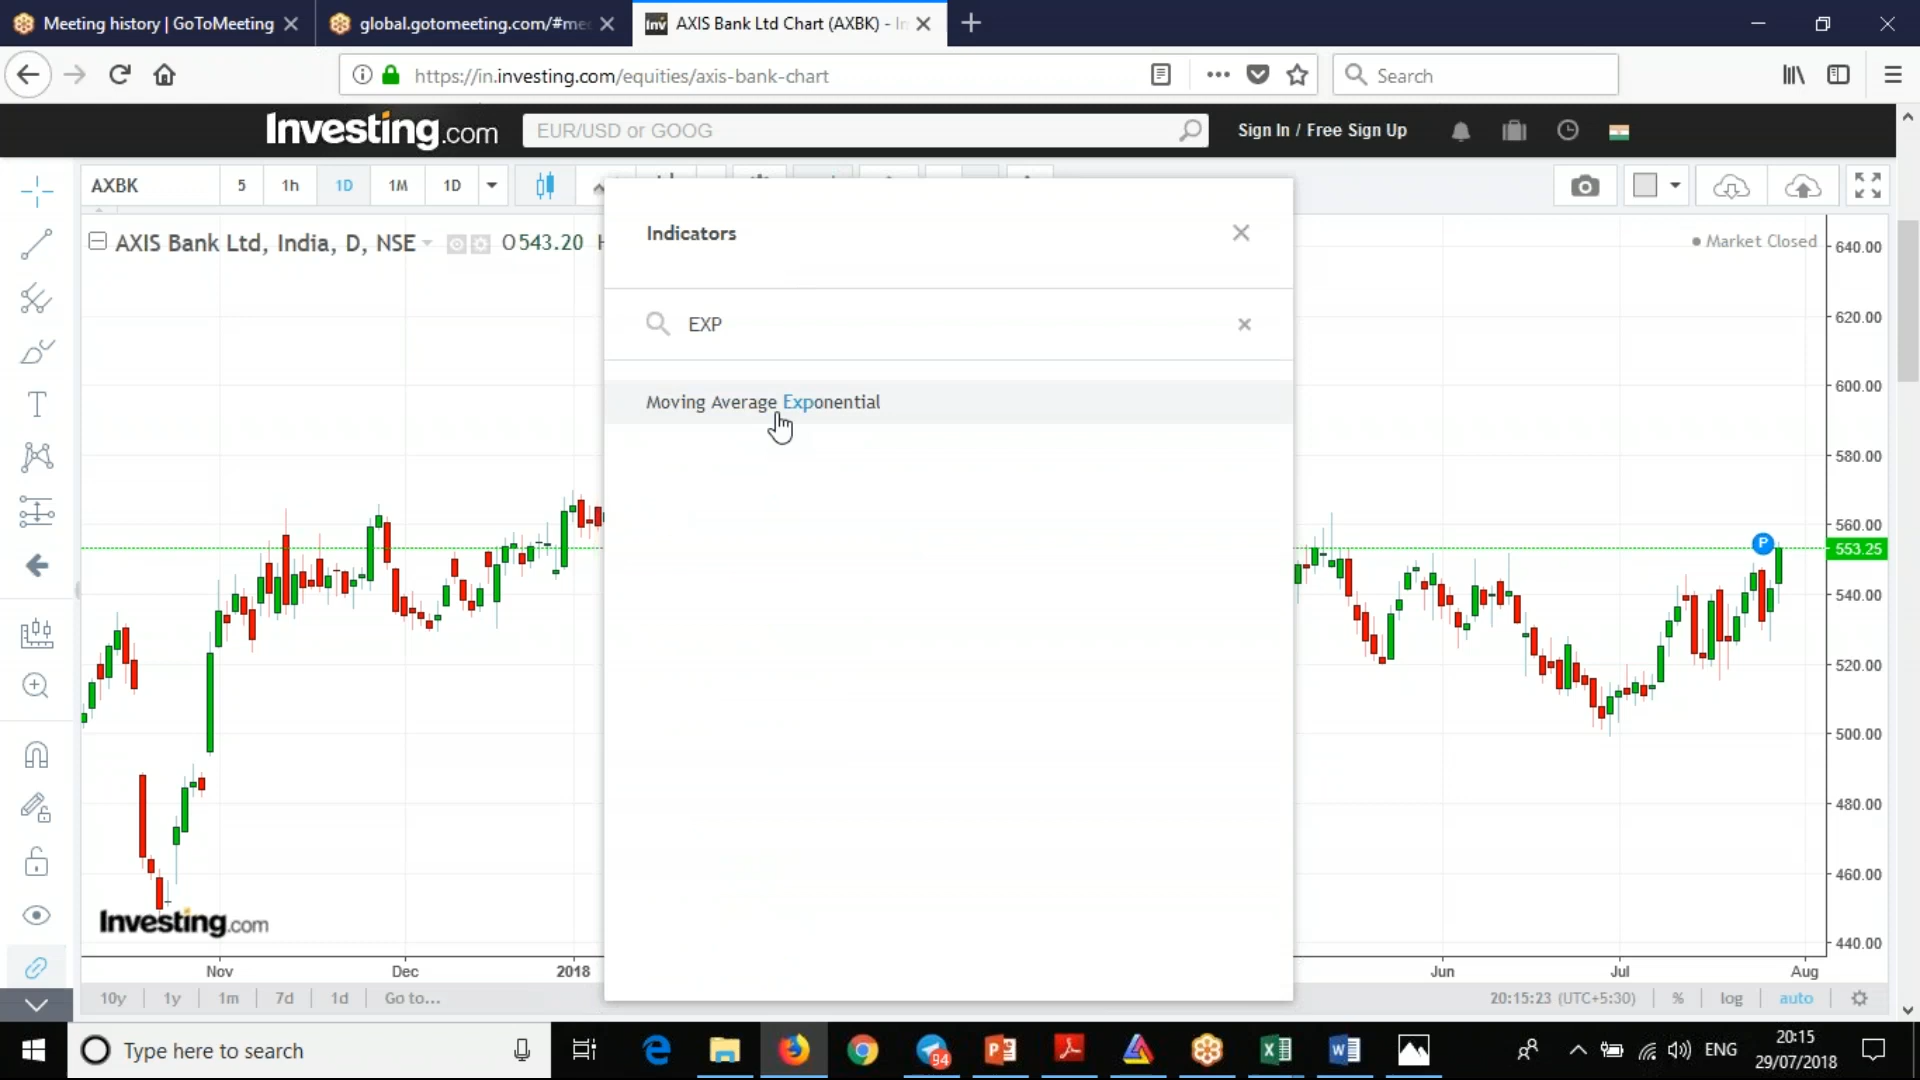 Meeting history | GoToMeeting
global.gotomeeting.com/#me
Inv AXIS Bank Ltd Chart (AXBK) - In
https://in.investing.com/equities/axis-bank-chart
Search
Investing.com
EUR/USD or GOOG
Sign In / Free Sign Up
AXBK
5
1h
1D
1M
1D
AXIS Bank Ltd, India, D, NSE
O543.20
Indicators
EXP
Moving Average Exponential
Market Closed
640.00
620.00
600.00
580.00
560.00
P
553.25
540.00
520.00
500.00
480.00
460.00
440.00
Investing.com
Nov
Dec
2018
Jun
Jul
Aug
10y
1y
1m
7d
1d
Go to...
20:15:23 (UTC+5:30)
%
log
auto
Type here to search
94
ENG
20:15
29/07/2018